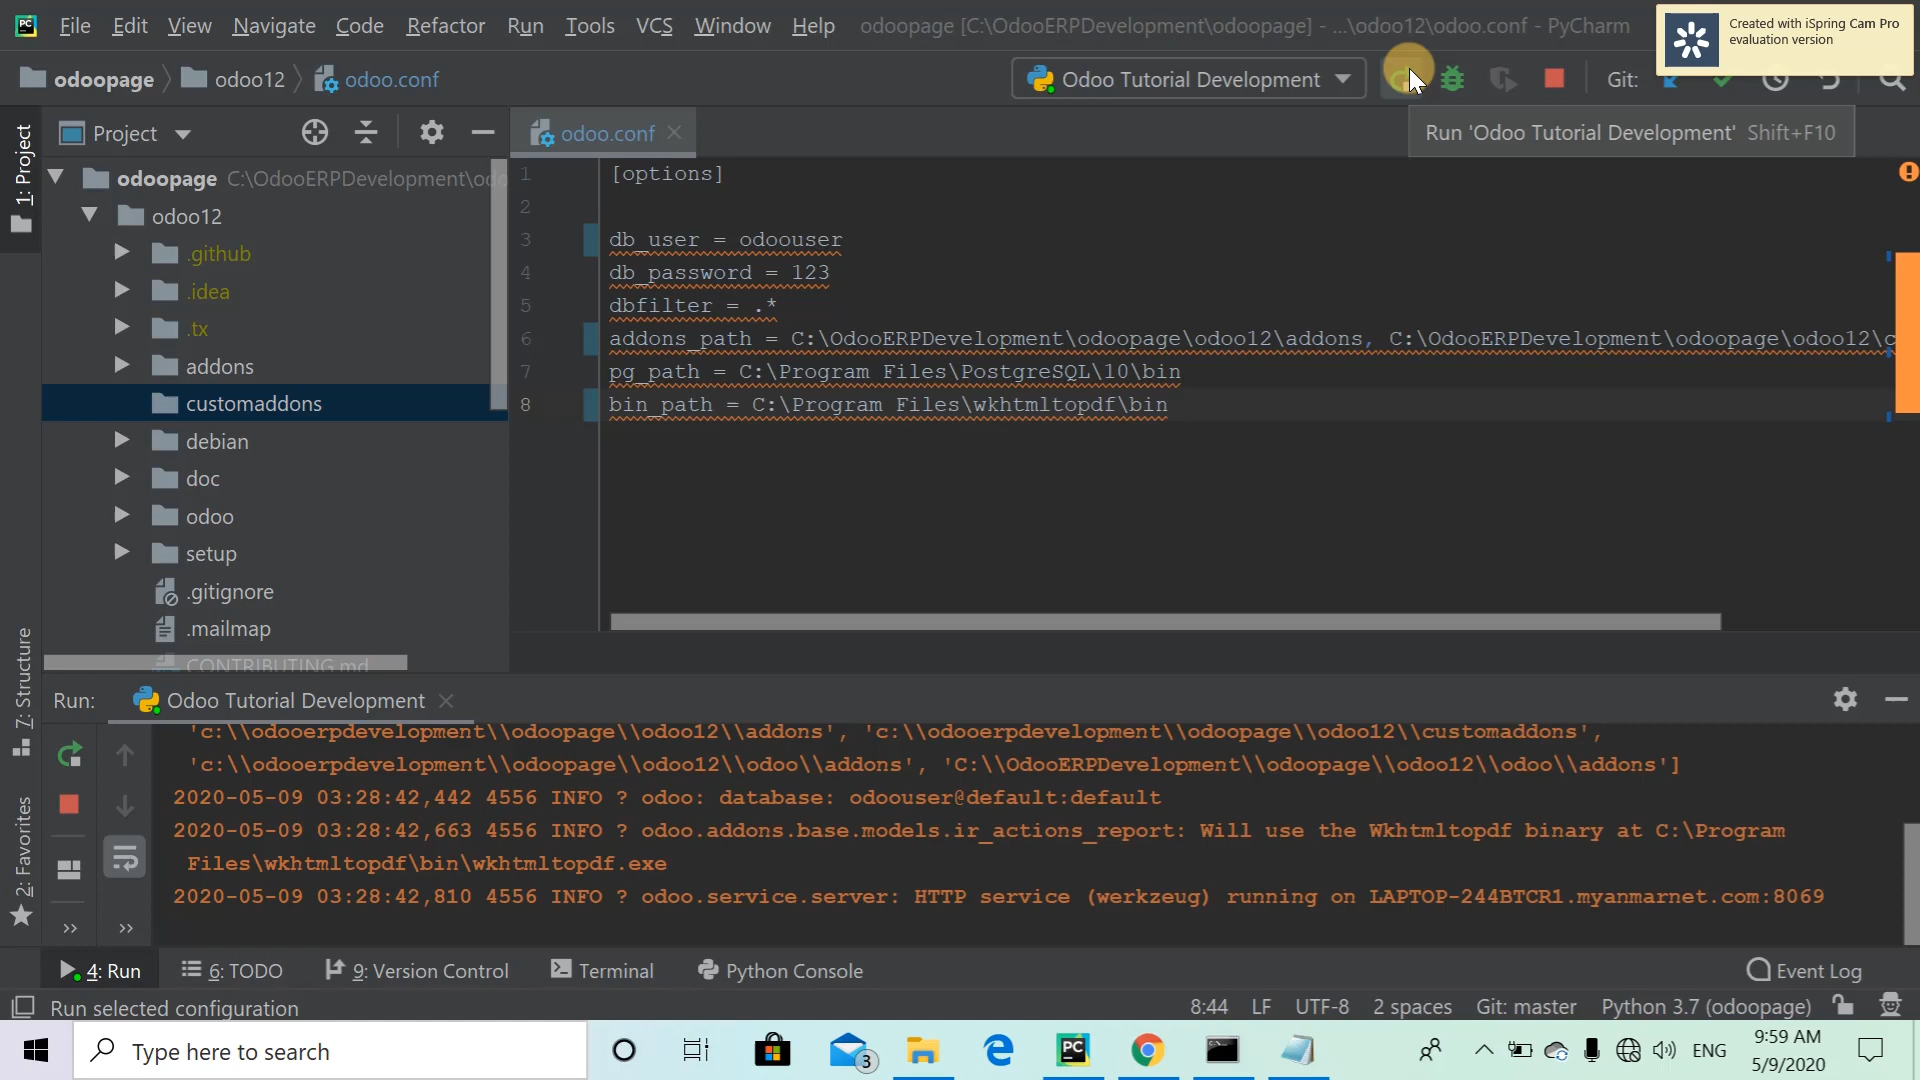 File Edit View Navigate Code Refactor Run Tools VCS Window Help odoopage [C:\OdooERPDevelopment\odoopage] - ...\odoo12\odoo.conf - PyCharm
Created with iSpring Cam Pro
evaluation version
odoopage odoo12 odoo.conf Odoo Tutorial Development Git:
Run 'Odoo Tutorial Development' Shift+F10
1: Project
Project
odoo.conf
odoopage C:\OdooERPDevelopment\odo
odoo12
.github
.idea
.tx
addons
customaddons
debian
doc
odoo
setup
.gitignore
.mailmap
CONTRIBUTING.md
1 [options]
2
3 db_user = odoouser
4 db_password = 123
5 dbfilter = .*
6 addons_path = C:\OdooERPDevelopment\odoopage\odoo12\addons, C:\OdooERPDevelopment\odoopage\odoo12\c
7 pg_path = C:\Program Files\PostgreSQL\10\bin
8 bin_path = C:\Program Files\wkhtmltopdf\bin
7: Structure
2: Favorites
Run: Odoo Tutorial Development
'c:\\odooerpdevelopment\\odoopage\\odoo12\\addons', 'c:\\odooerpdevelopment\\odoopage\\odoo12\\customaddons',
'c:\\odooerpdevelopment\\odoopage\\odoo12\\odoo\\addons', 'C:\\OdooERPDevelopment\\odoopage\\odoo12\\odoo\\addons']
2020-05-09 03:28:42,442 4556 INFO ? odoo: database: odoouser@default:default
2020-05-09 03:28:42,663 4556 INFO ? odoo.addons.base.models.ir_actions_report: Will use the Wkhtmltopdf binary at C:\Program
Files\wkhtmltopdf\bin\wkhtmltopdf.exe
2020-05-09 03:28:42,810 4556 INFO ? odoo.service.server: HTTP service (werkzeug) running on LAPTOP-244BTCR1.myanmarnet.com:8069
4: Run 6: TODO 9: Version Control Terminal Python Console Event Log
Run selected configuration 8:44 LF UTF-8 2 spaces Git: master Python 3.7 (odoopage)
Type here to search
3
ENG
9:59 AM
5/9/2020